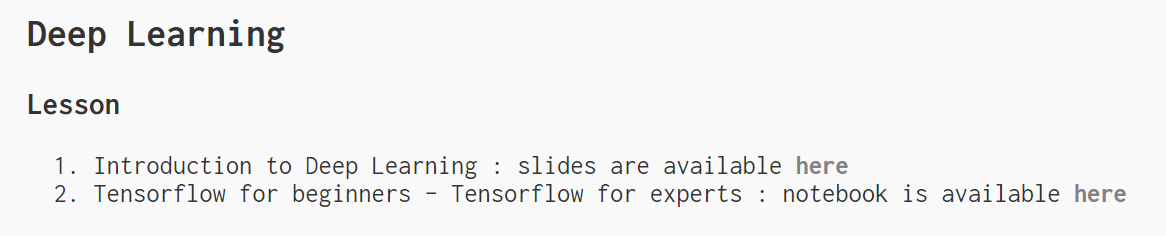 Deep Learning
Lesson
1. Introduction to Deep Learning : slides are available here
2. Tensorflow for beginners – Tensorflow for experts : notebook is available here